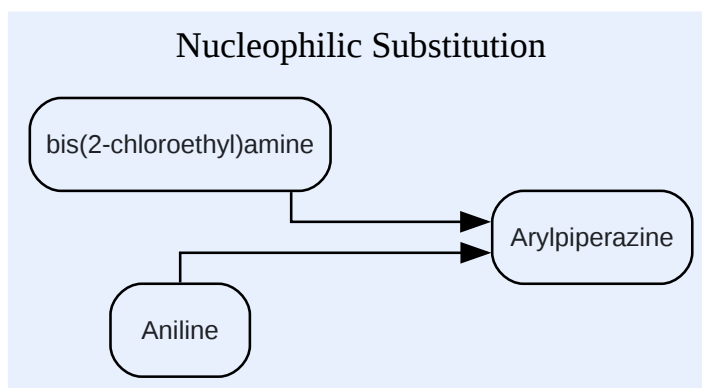 Nucleophilic Substitution
bis(2-chloroethyl)amine
Arylpiperazine
Aniline